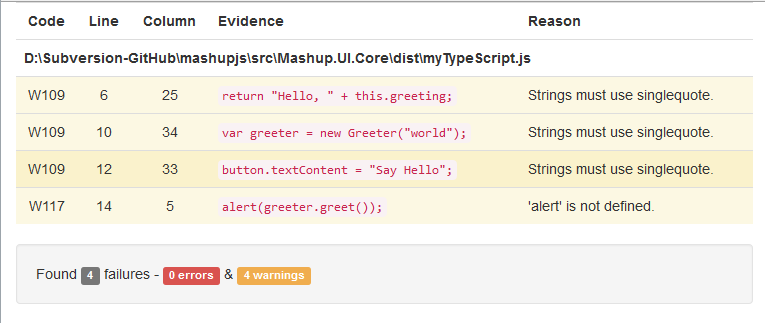 Code Line Column Evidence Reason
D:\Subversion-GitHub\mashupjs\src\Mashup.UI.Core\dist\myTypeScript.js
W109 6 25 return "Hello, " + this.greeting; Strings must use singlequote.
W109 10 34 var greeter = new Greeter("world"); Strings must use singlequote.
W109 12 33 button.textContent = "Say Hello"; Strings must use singlequote.
W117 14 5 alert(greeter.greet()); 'alert' is not defined.
Found 4 failures - 0 errors & 4 warnings